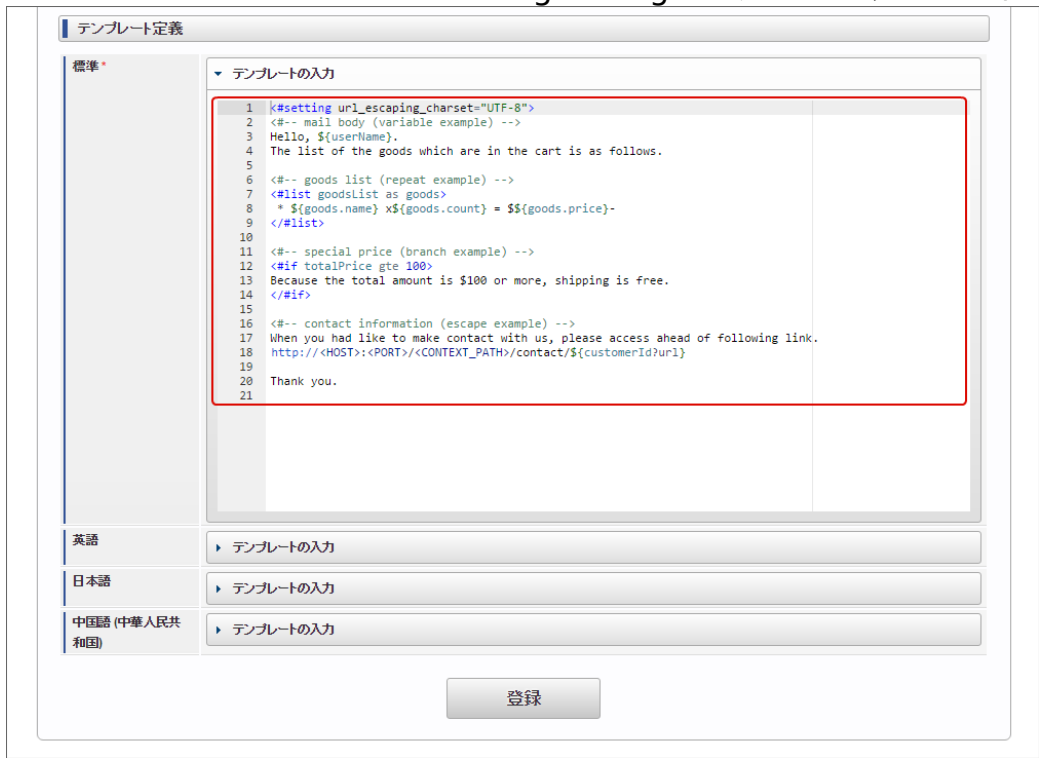 テンプレート定義
標準*
テンプレートの入力
1 <#setting url_escaping_charset="UTF-8">
2 <#-- mail body (variable example) -->
3 Hello, ${userName}.
4 The list of the goods which are in the cart is as follows.
5
6 <#-- goods list (repeat example) -->
7 <#list goodsList as goods>
8  * ${goods.name} x${goods.count} = $${goods.price}-
9 </#list>
10
11 <#-- special price (branch example) -->
12 <#if totalPrice gte 100>
13 Because the total amount is $100 or more, shipping is free.
14 </#if>
15
16 <#-- contact information (escape example) -->
17 When you had like to make contact with us, please access ahead of following link.
18 http://<HOST>:<PORT>/<CONTEXT_PATH>/contact/${customerId?url}
19
20 Thank you.
21
英語
テンプレートの入力
日本語
テンプレートの入力
中国語 (中華人民共
和国)
テンプレートの入力
登録